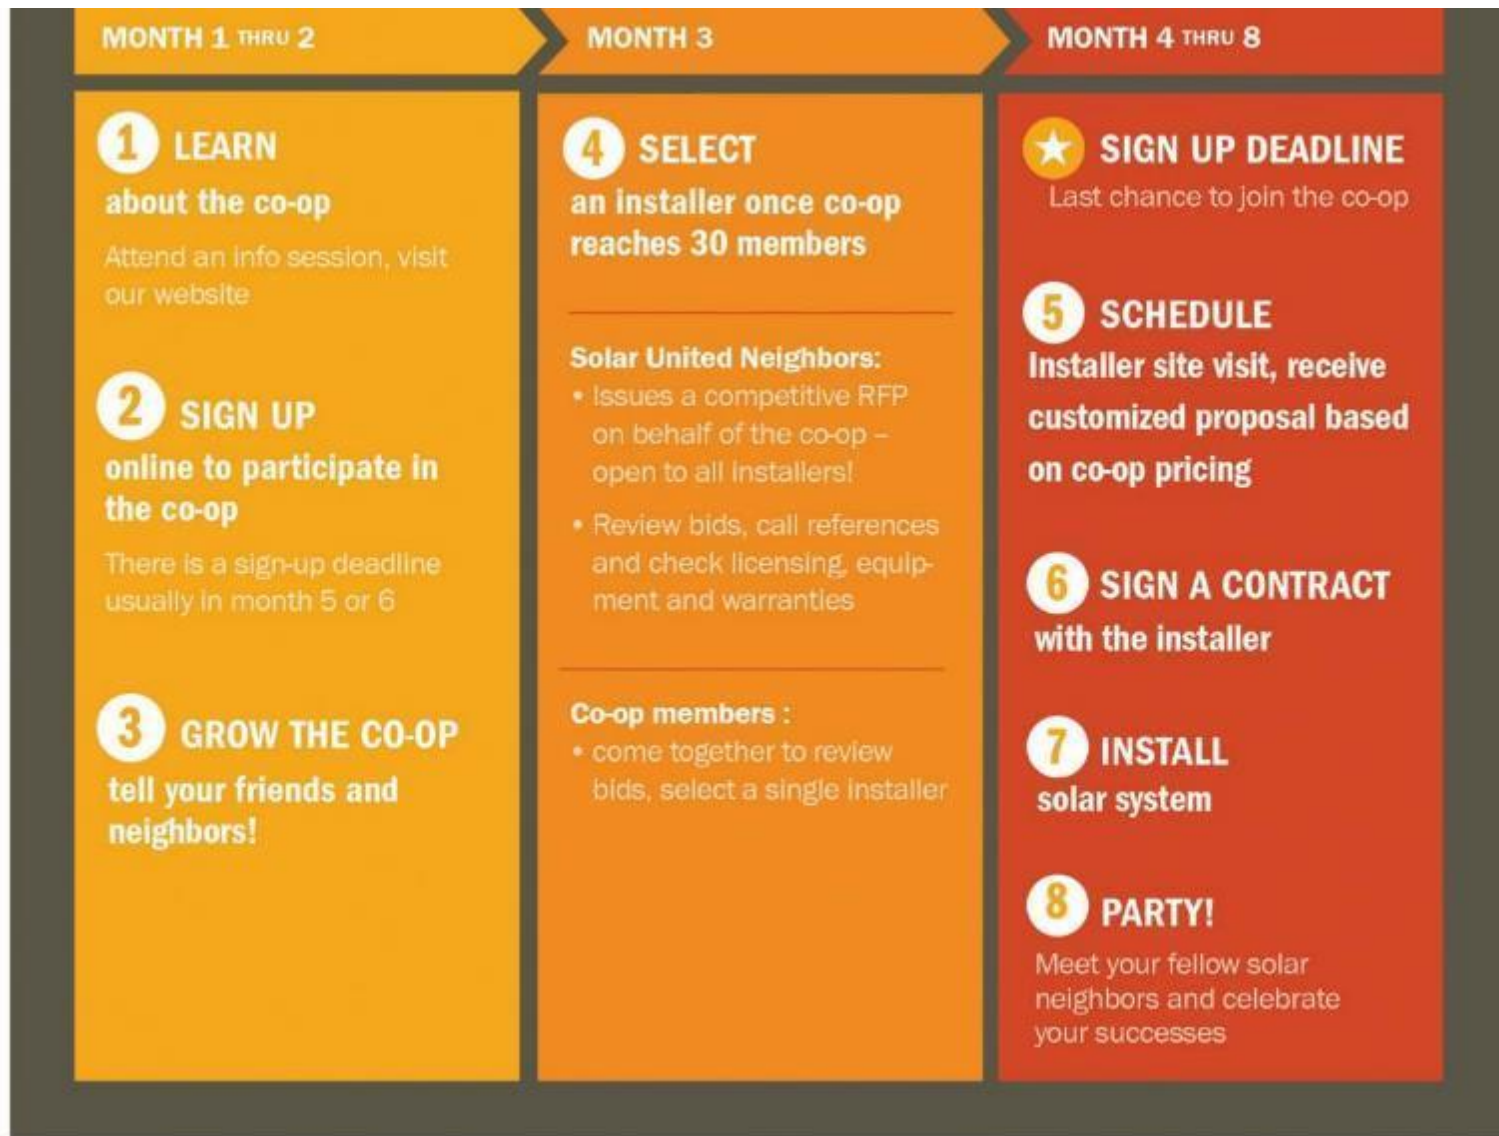 MONTH 1 THRU 2
MONTH 3
MONTH 4 THRU 8
1 LEARN
about the co-op
Attend an info session, visit
our website
2 SIGN UP
online to participate in
the co-op
There is a sign-up deadline
usually in month 5 or 6
3 GROW THE CO-OP
tell your friends and
neighbors!
4 SELECT
an installer once co-op
reaches 30 members
Solar United Neighbors:
• Issues a competitive RFP
on behalf of the co-op –
open to all installers!
• Review bids, call references
and check licensing, equip-
ment and warranties
Co-op members :
• come together to review
bids, select a single installer
SIGN UP DEADLINE
Last chance to join the co-op
5 SCHEDULE
Installer site visit, receive
customized proposal based
on co-op pricing
6 SIGN A CONTRACT
with the installer
7 INSTALL
solar system
8 PARTY!
Meet your fellow solar
neighbors and celebrate
your successes